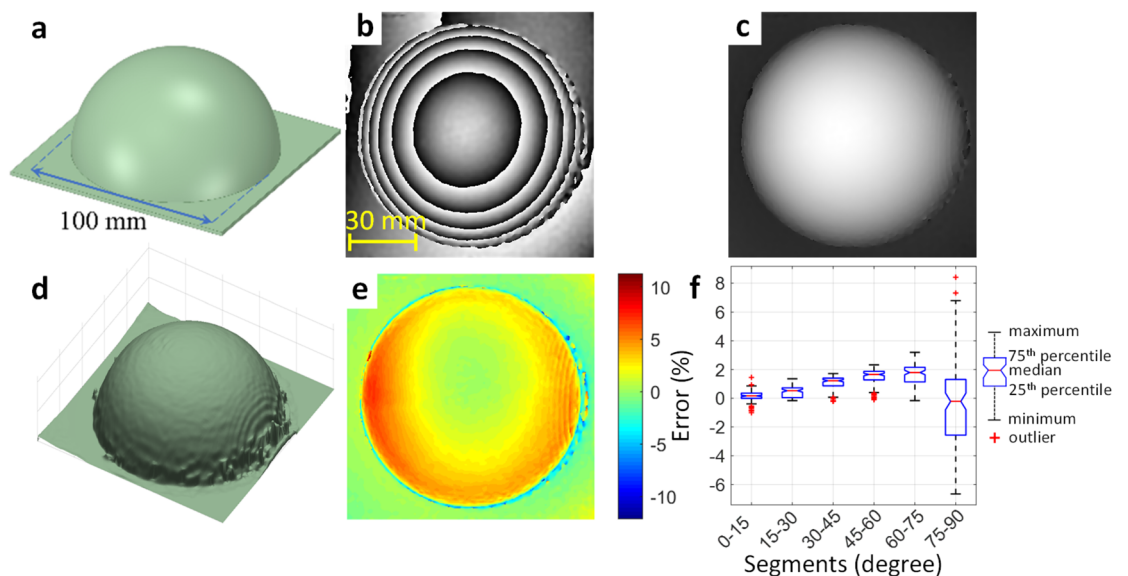 a
100 mm
b
30 mm
c
d
e
10
5
0
-5
-10
Error (%)
f
8
6
4
2
0
-2
-4
-6
0-15
15-30
30-45
45-60
60-75
75-90
Segments (degree)
maximum
75th percentile
median
25th percentile
minimum
outlier